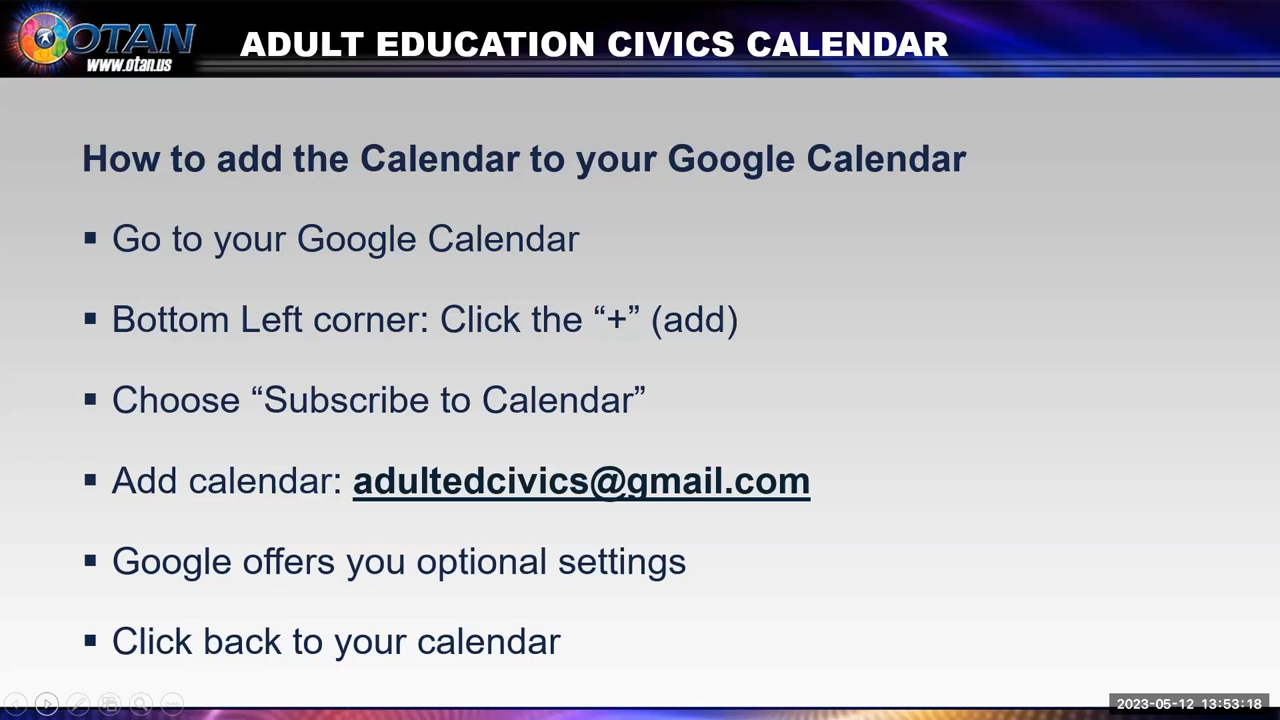 OTAN
www.otan.us
ADULT EDUCATION CIVICS CALENDAR
How to add the Calendar to your Google Calendar
▪ Go to your Google Calendar
▪ Bottom Left corner: Click the “+” (add)
▪ Choose “Subscribe to Calendar”
▪ Add calendar: adultedcivics@gmail.com
▪ Google offers you optional settings
▪ Click back to your calendar
2023-05-12 13:53:18